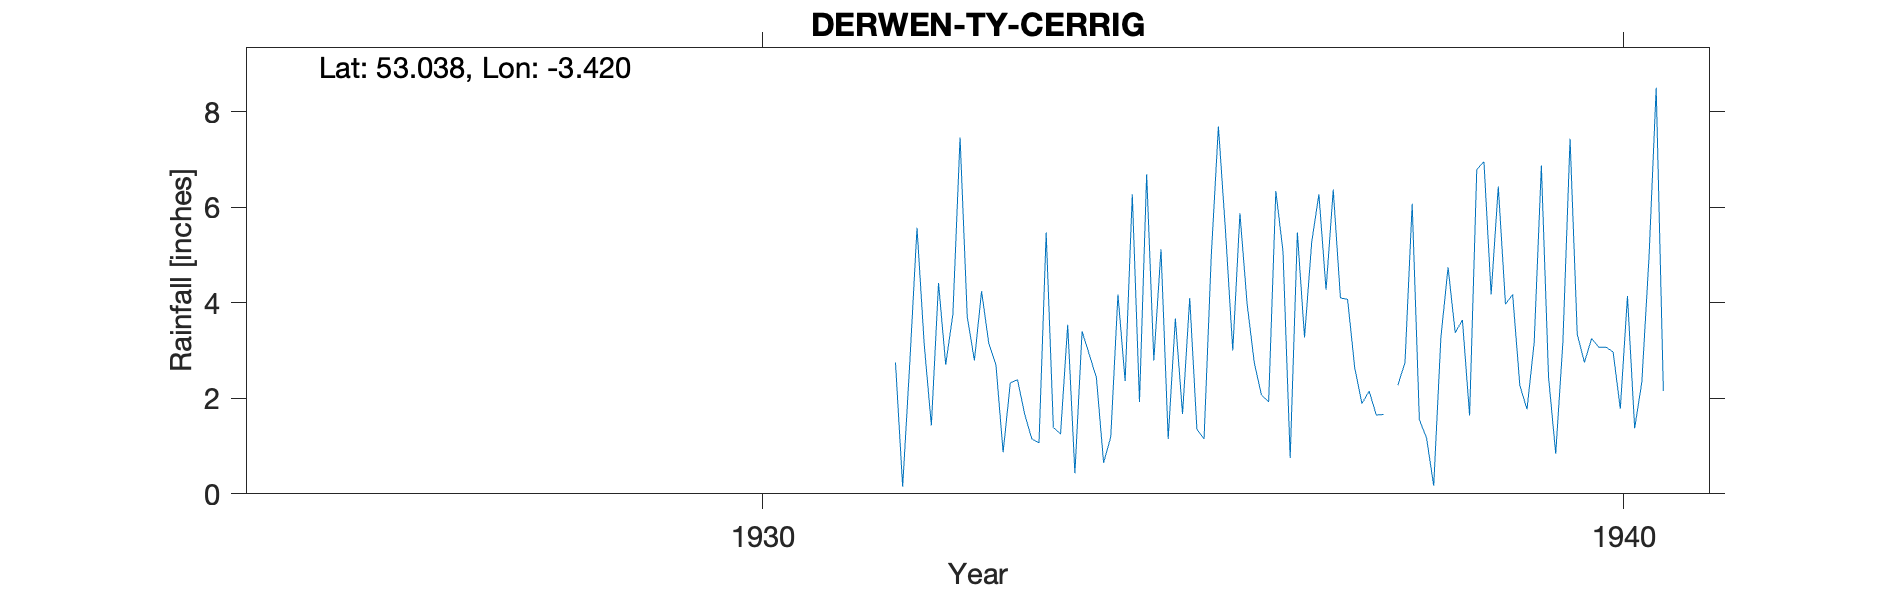 DERWEN-TY-CERRIG
Lat: 53.038, Lon: -3.420
8
6
4
2
0
Rainfall [inches]
1930
1940
Year